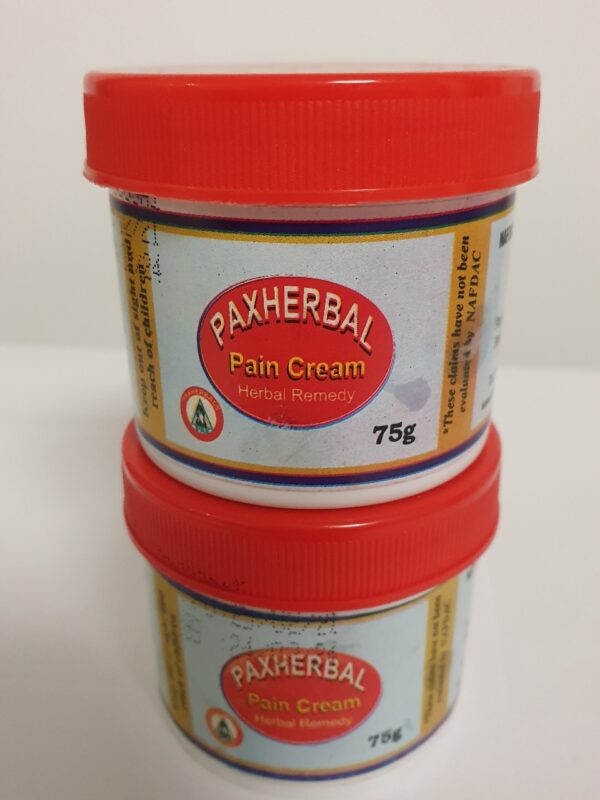 Keep out of sight and
reach of children
PAXHERBAL
Pain Cream
Herbal Remedy
75g
*These claims have not been
evaluated by NAFDAC
PAXHERBAL
Pain Cream
Herbal Remedy
75g